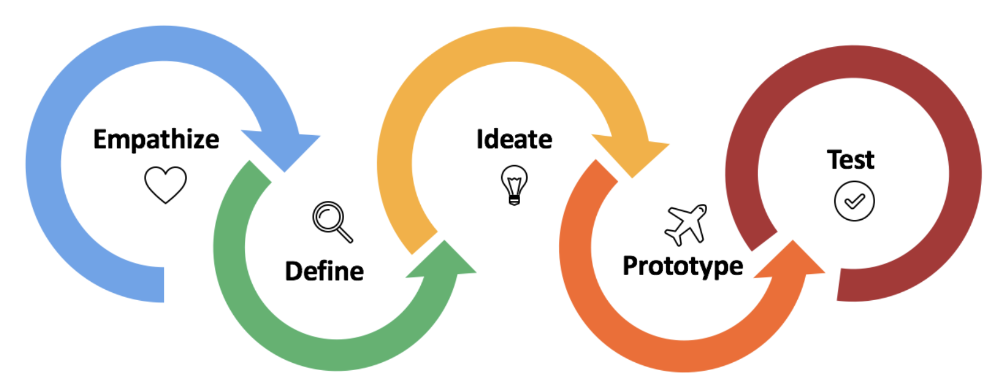 Empathize
Define
Ideate
Prototype
Test